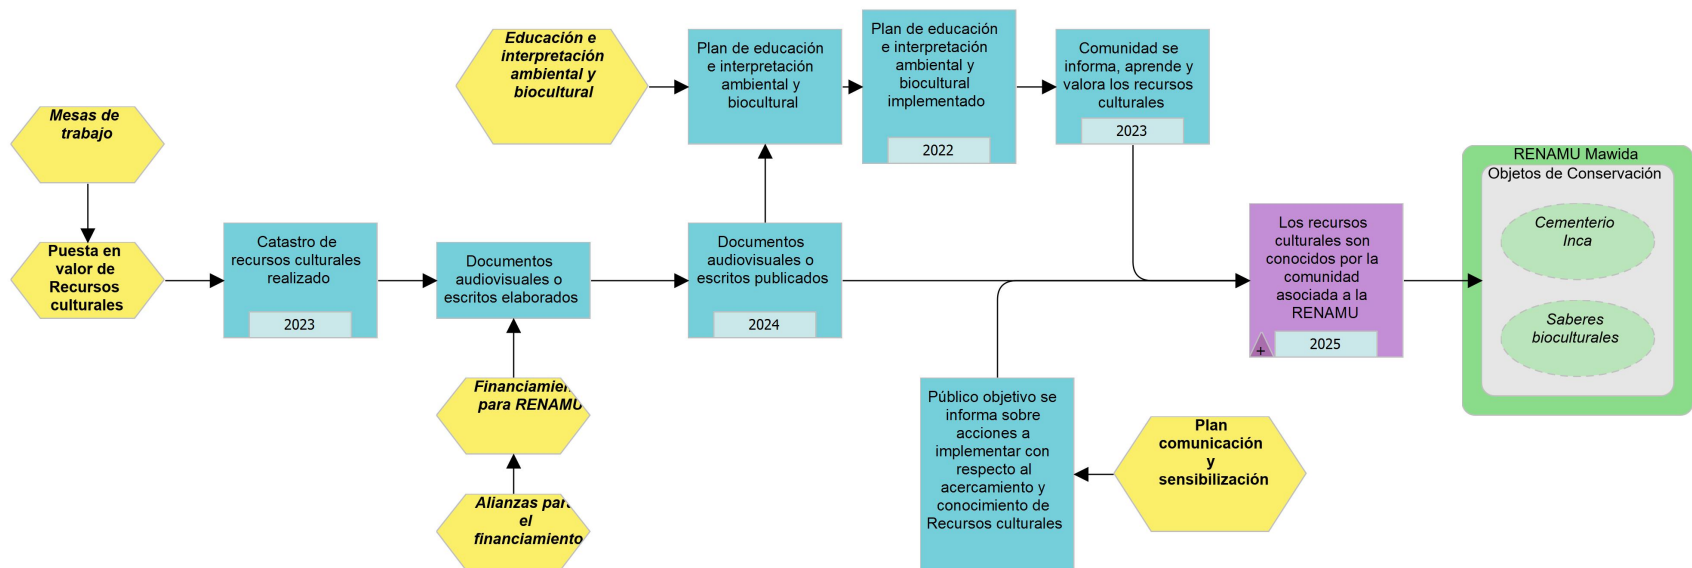 Mesas de
trabajo
Puesta en
valor de
Recursos
culturales
Catastro de
recursos culturales
realizado
2023
Educación e
interpretación
ambiental y
biocultural
Plan de educación
e interpretación
ambiental y
biocultural
Plan de educación
e interpretación
ambiental y
biocultural
implementado
2022
Comunidad se
informa, aprende y
valora los recursos
culturales
2023
Documentos
audiovisuales o
escritos elaborados
Documentos
audiovisuales o
escritos publicados
2024
Financiamien
para RENAMU
Alianzas para
el
financiamiento
Público objetivo se
informa sobre
acciones a
implementar con
respecto al
acercamiento y
conocimiento de
Recursos culturales
Plan
comunicación
y
sensibilización
Los recursos
culturales son
conocidos por la
comunidad
asociada a la
RENAMU
+
2025
RENAMU Mawida
Objetos de Conservación
Cementerio
Inca
Saberes
bioculturales